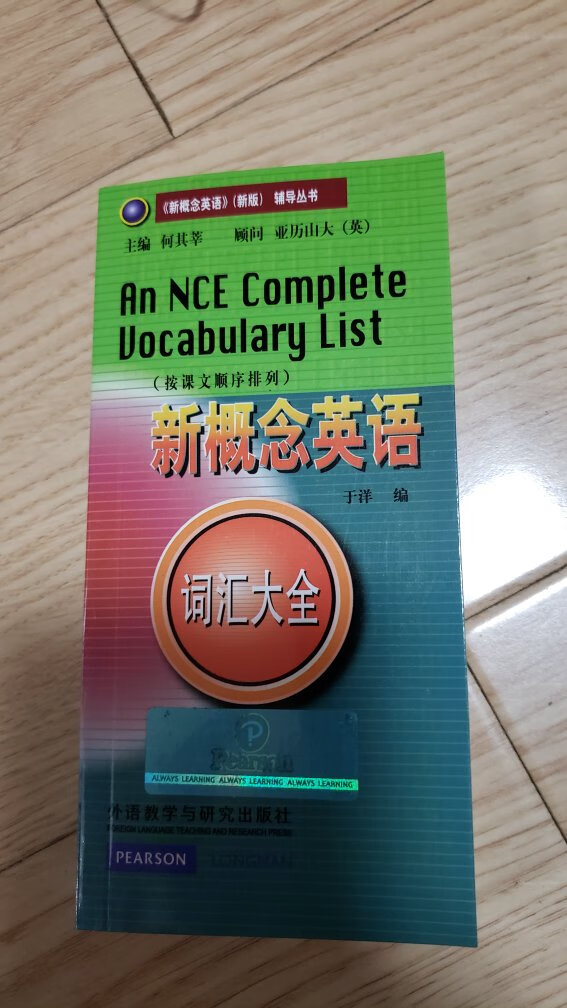 《新概念英语》(新版) 辅导丛书
主编 何其莘 顾问 亚历山大(英)
An NCE Complete
Vocabulary List
(按课文顺序排列)
新概念英语
于洋 编
词汇大全
P
Pearson
ALWAYS LEARNING ALWAYS LEARNING ALWAYS LEARNING
外语教学与研究出版社
FOREIGN LANGUAGE TEACHING AND RESEARCH PRESS
PEARSON LONGMAN